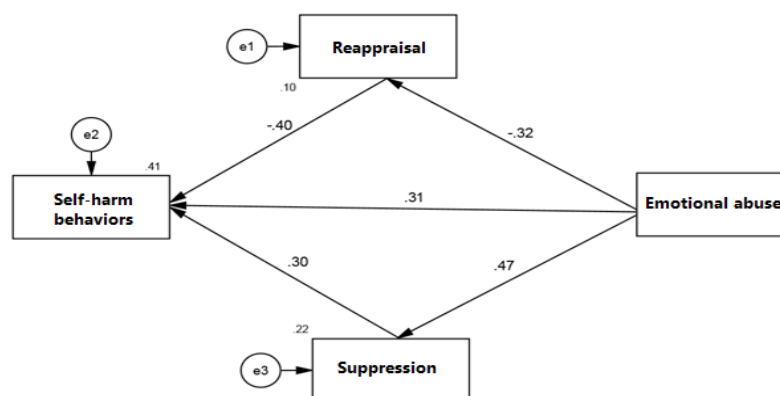 e1
Reappraisal
.10
-.40
-.32
e2
.41
Self-harm
behaviors
.31
Emotional abuse
.30
.47
.22
e3
Suppression